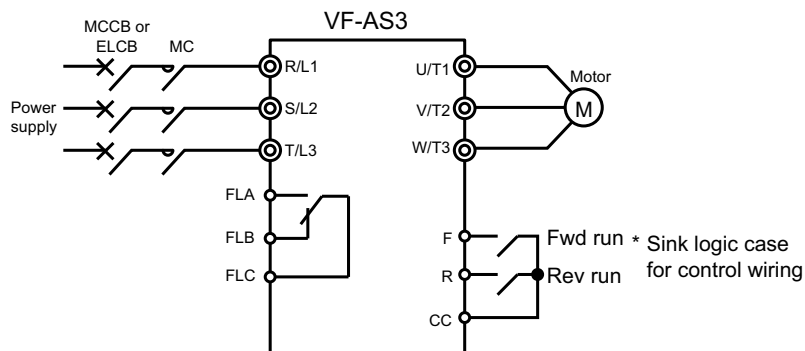 VF-AS3
MCCB or
ELCB
MC
R/L1
U/T1
Motor
Power
supply
S/L2
V/T2
M
T/L3
W/T3
FLA
FLB
F
Fwd run
* Sink logic case
for control wiring
FLC
R
Rev run
CC